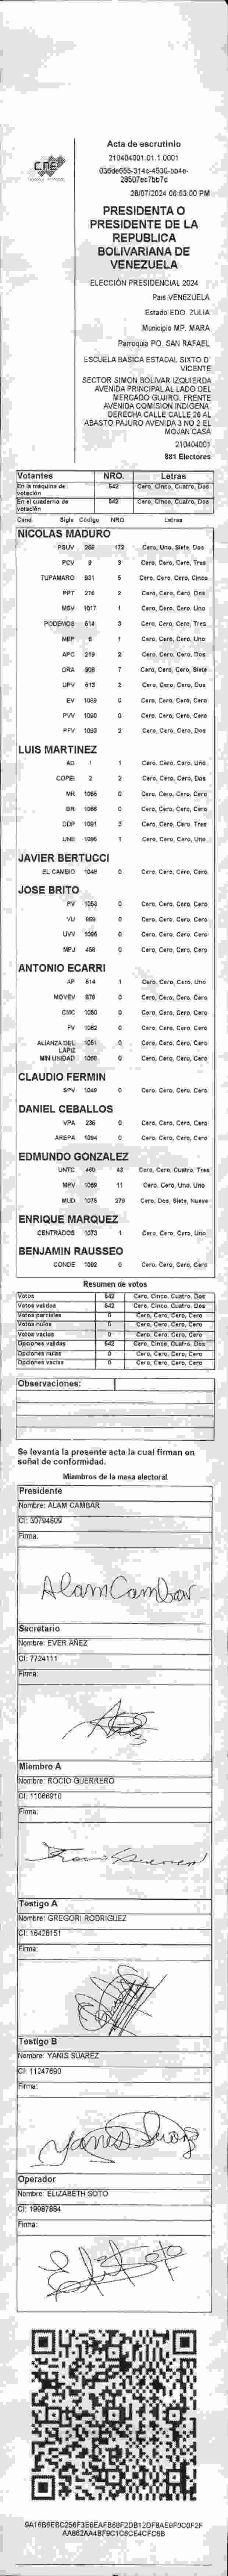 CNE
Acta de escrutinio
210404001.01.1.0001
28/07/2024 06:53:00 PM
PRESIDENTA O
PRESIDENTE DE LA
REPUBLICA
BOLIVARIANA DE
VENEZUELA
ELECCIÓN PRESIDENCIAL 2024
Pais VENEZUELA
Estado EDO. ZULIA
Municipio MP. MARA
Parroquia PQ. SAN RAFAEL
ESCUELA BASICA ESTADAL SIXTO D'
VICENTE
SECTOR SIMON BOLIVAR IZQUIERDA
AVENIDA PRINCIPAL AL LADO DEL
MERCADO GUIRO. FRENTE
AVENIDA COMISION INDIGENA.
DERECHA CALLE CALLE 26 AL
ABASTO PAJURO AVENIDA 3 NO 2 EL
MOJAN CASA
210404001
881 Electores
Votantes NRO. Letras
En la máquina de votación 542 Cero, Cinco, Cuatro, Dos
En el cuaderno de votación 542 Cero, Cinco, Cuatro, Dos
Cand. Sigla Código NRO. Letras
NICOLAS MADURO
PSUV 172 Cero, Uno, Siete, Dos
PCV 3 Cero, Cero, Cero, Tres
TUPAMARO 931 5 Cero, Cero, Cero, Cinco
PPT 276 2 Cero, Cero, Cero, Dos
MSV 1017 1 Cero, Cero, Cero, Uno
PODEMOS 514 3 Cero, Cero, Cero, Tres
MEP 6 1 Cero, Cero, Cero, Uno
APC 219 2 Cero, Cero, Cero, Dos
ORA 908 7 Cero, Cero, Cero, Siete
UPV 613 2 Cero, Cero, Cero, Dos
EV 1089 0 Cero, Cero, Cero, Cero
PVV 1090 0 Cero, Cero, Cero, Cero
PFV 1093 2 Cero, Cero, Cero, Dos
LUIS MARTINEZ
AD 1 1 Cero, Cero, Cero, Uno
COPEI 2 2 Cero, Cero, Cero, Dos
MR 1065 0 Cero, Cero, Cero, Cero
BR 1066 0 Cero, Cero, Cero, Cero
DDP 1091 3 Cero, Cero, Cero, Tres
UNE 1096 1 Cero, Cero, Cero, Uno
JAVIER BERTUCCI
EL CAMBIO 1048 0 Cero, Cero, Cero, Cero
JOSE BRITO
PV 1053 0 Cero, Cero, Cero, Cero
VU 969 0 Cero, Cero, Cero, Cero
UVV 0 Cero, Cero, Cero, Cero
MPJ 458 0 Cero, Cero, Cero, Cero
ANTONIO ECARRI
AP 614 1 Cero, Cero, Cero, Uno
MOVEV 878 0 Cero, Cero, Cero, Cero
CMC 1050 0 Cero, Cero, Cero, Cero
FV 1062 0 Cero, Cero, Cero, Cero
ALIANZA DEL LAPIZ 1051 0 Cero, Cero, Cero, Cero
MIN UNIDAD 1068 0 Cero, Cero, Cero, Cero
CLAUDIO FERMIN
SPV 1049 0 Cero, Cero, Cero, Cero
DANIEL CEBALLOS
VPA 236 0 Cero, Cero, Cero, Cero
AREPA 1094 0 Cero, Cero, Cero, Cero
EDMUNDO GONZALEZ
UNTC 43 Cero, Cero, Cuatro, Tres
MPV 1069 11 Cero, Cero, Uno, Uno
MUD 1075 279 Cero, Dos, Siete, Nueve
ENRIQUE MARQUEZ
CENTRADOS 1073 1 Cero, Cero, Cero, Uno
BENJAMIN RAUSSEO
CONDE 1092 0 Cero, Cero, Cero, Cero
Resumen de votos
Votos 542 Cero, Cinco, Cuatro, Dos
Votos validos 542 Cero, Cinco, Cuatro, Dos
Votos parciales 0 Cero, Cero, Cero, Cero
Votos nulos 0 Cero, Cero, Cero, Cero
Votos vacios 0 Cero, Cero, Cero, Cero
Opciones validas 542 Cero, Cinco, Cuatro, Dos
Opciones nulas 0 Cero, Cero, Cero, Cero
Opciones vacias 0 Cero, Cero, Cero, Cero
Observaciones:
Se levanta la presente acta la cual firman en
señal de conformidad.
Miembros de la mesa electoral
Presidente
Nombre: ALAM CAMBAR
CI: 30794609
Firma:
Alam Cambar
Secretario
Nombre: EVER AÑEZ
CI: 7724111
Firma:
Miembro A
Nombre: ROCIO GUERRERO
CI: 11066910
Firma:
Testigo A
Nombre: GREGORI RODRIGUEZ
CI: 16428151
Firma:
Testigo B
Nombre: YANIS SUAREZ
CI: 11247690
Firma:
Operador
Nombre: ELIZABETH SOTO
CI: 19987884
Firma: